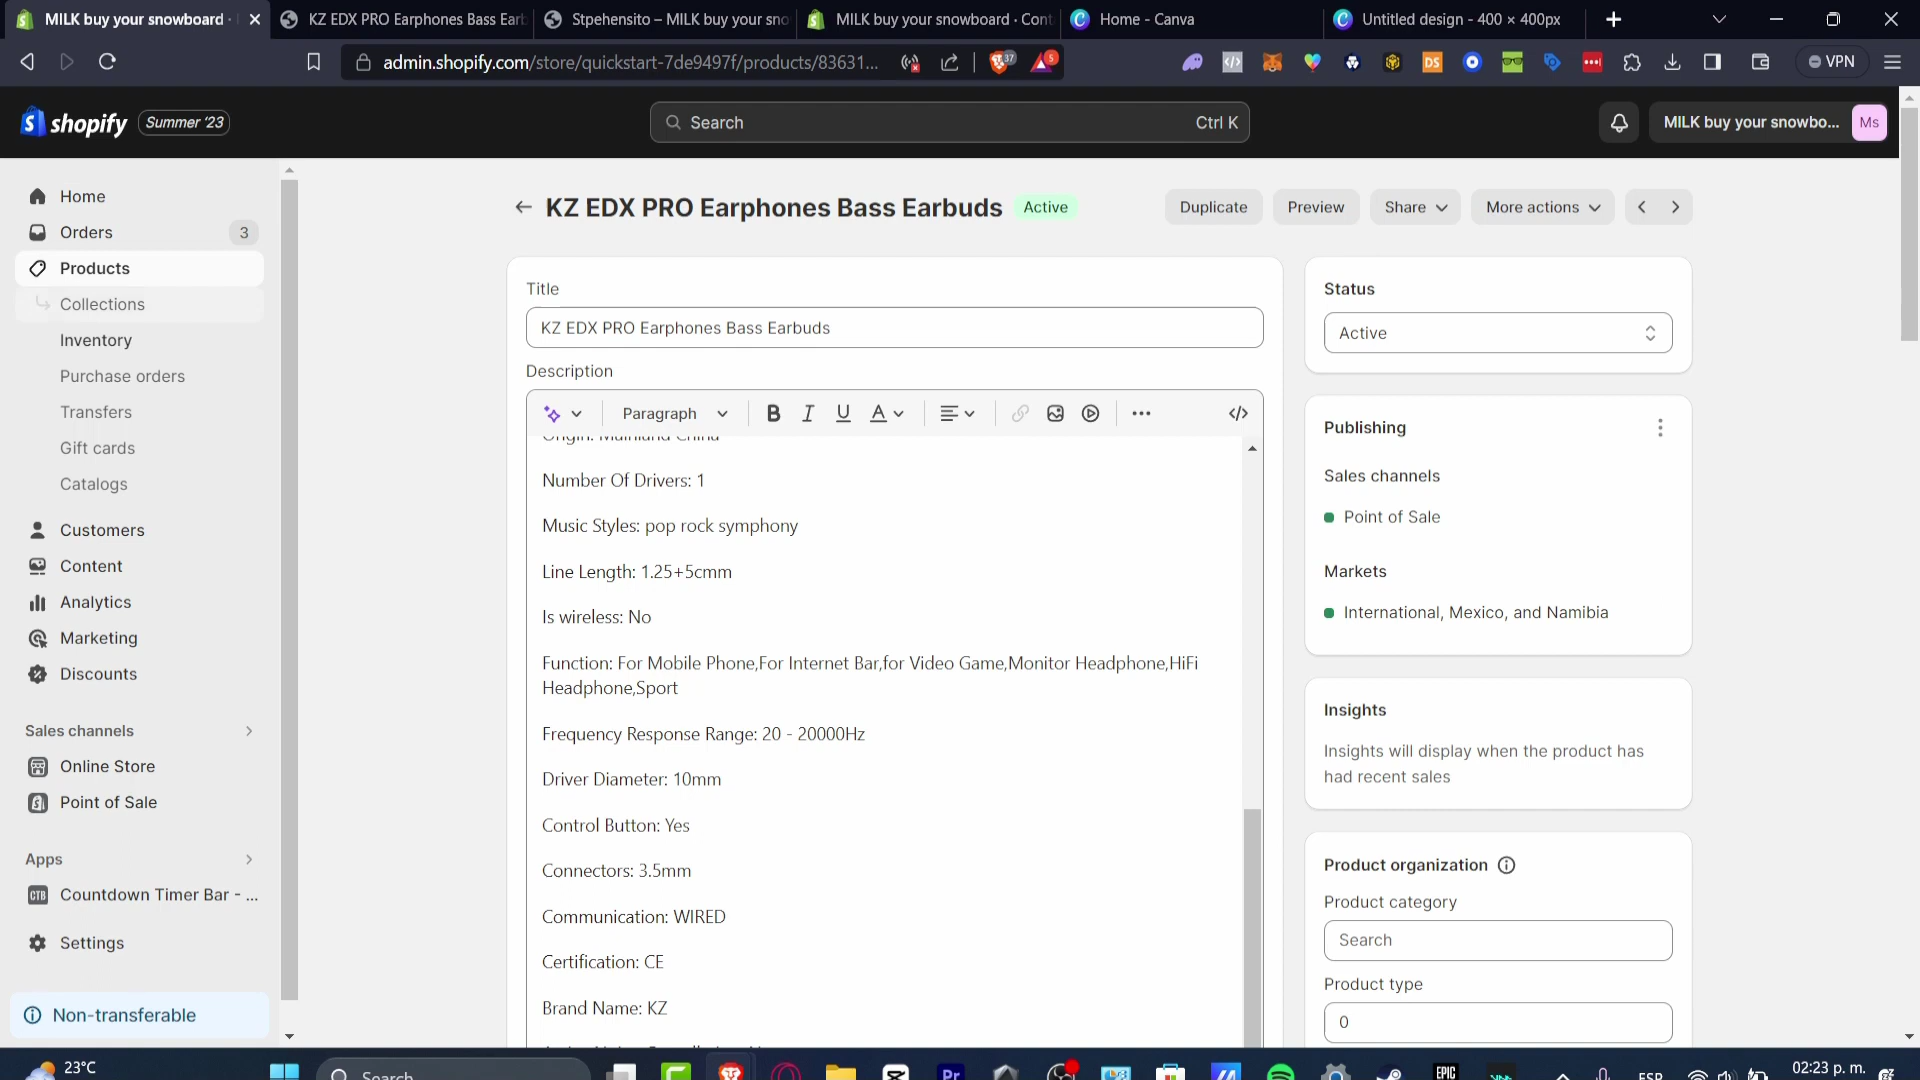 MILK buy your snowboard ·
KZ EDX PRO Earphones Bass Earb
Stpehensito – MILK buy your sno
MILK buy your snowboard · Cont
Home - Canva
Untitled design - 400 × 400px
admin.shopify.com/store/quickstart-7de9497f/products/83631...
37
5
DS
VPN
shopify
Summer '23
Search
Ctrl K
MILK buy your snowbo...
Ms
Home
Orders
3
Products
Collections
Inventory
Purchase orders
Transfers
Gift cards
Catalogs
Customers
Content
Analytics
Marketing
Discounts
Sales channels
Online Store
Point of Sale
Apps
CTB
Countdown Timer Bar - ...
Settings
Non-transferable
KZ EDX PRO Earphones Bass Earbuds
Active
Duplicate
Preview
Share
More actions
Title
KZ EDX PRO Earphones Bass Earbuds
Description
Paragraph
B
I
U
A
Origin: Mainland China
Number Of Drivers: 1
Music Styles: pop rock symphony
Line Length: 1.25+5cmm
Is wireless: No
Function: For Mobile Phone,For Internet Bar,for Video Game,Monitor Headphone,HiFi
Headphone,Sport
Frequency Response Range: 20 - 20000Hz
Driver Diameter: 10mm
Control Button: Yes
Connectors: 3.5mm
Communication: WIRED
Certification: CE
Brand Name: KZ
Status
Active
Publishing
Sales channels
Point of Sale
Markets
International, Mexico, and Namibia
Insights
Insights will display when the product has
had recent sales
Product organization
Product category
Search
Product type
0
23°C
Search
Pr
EPIC
ESP
02:23 p. m.